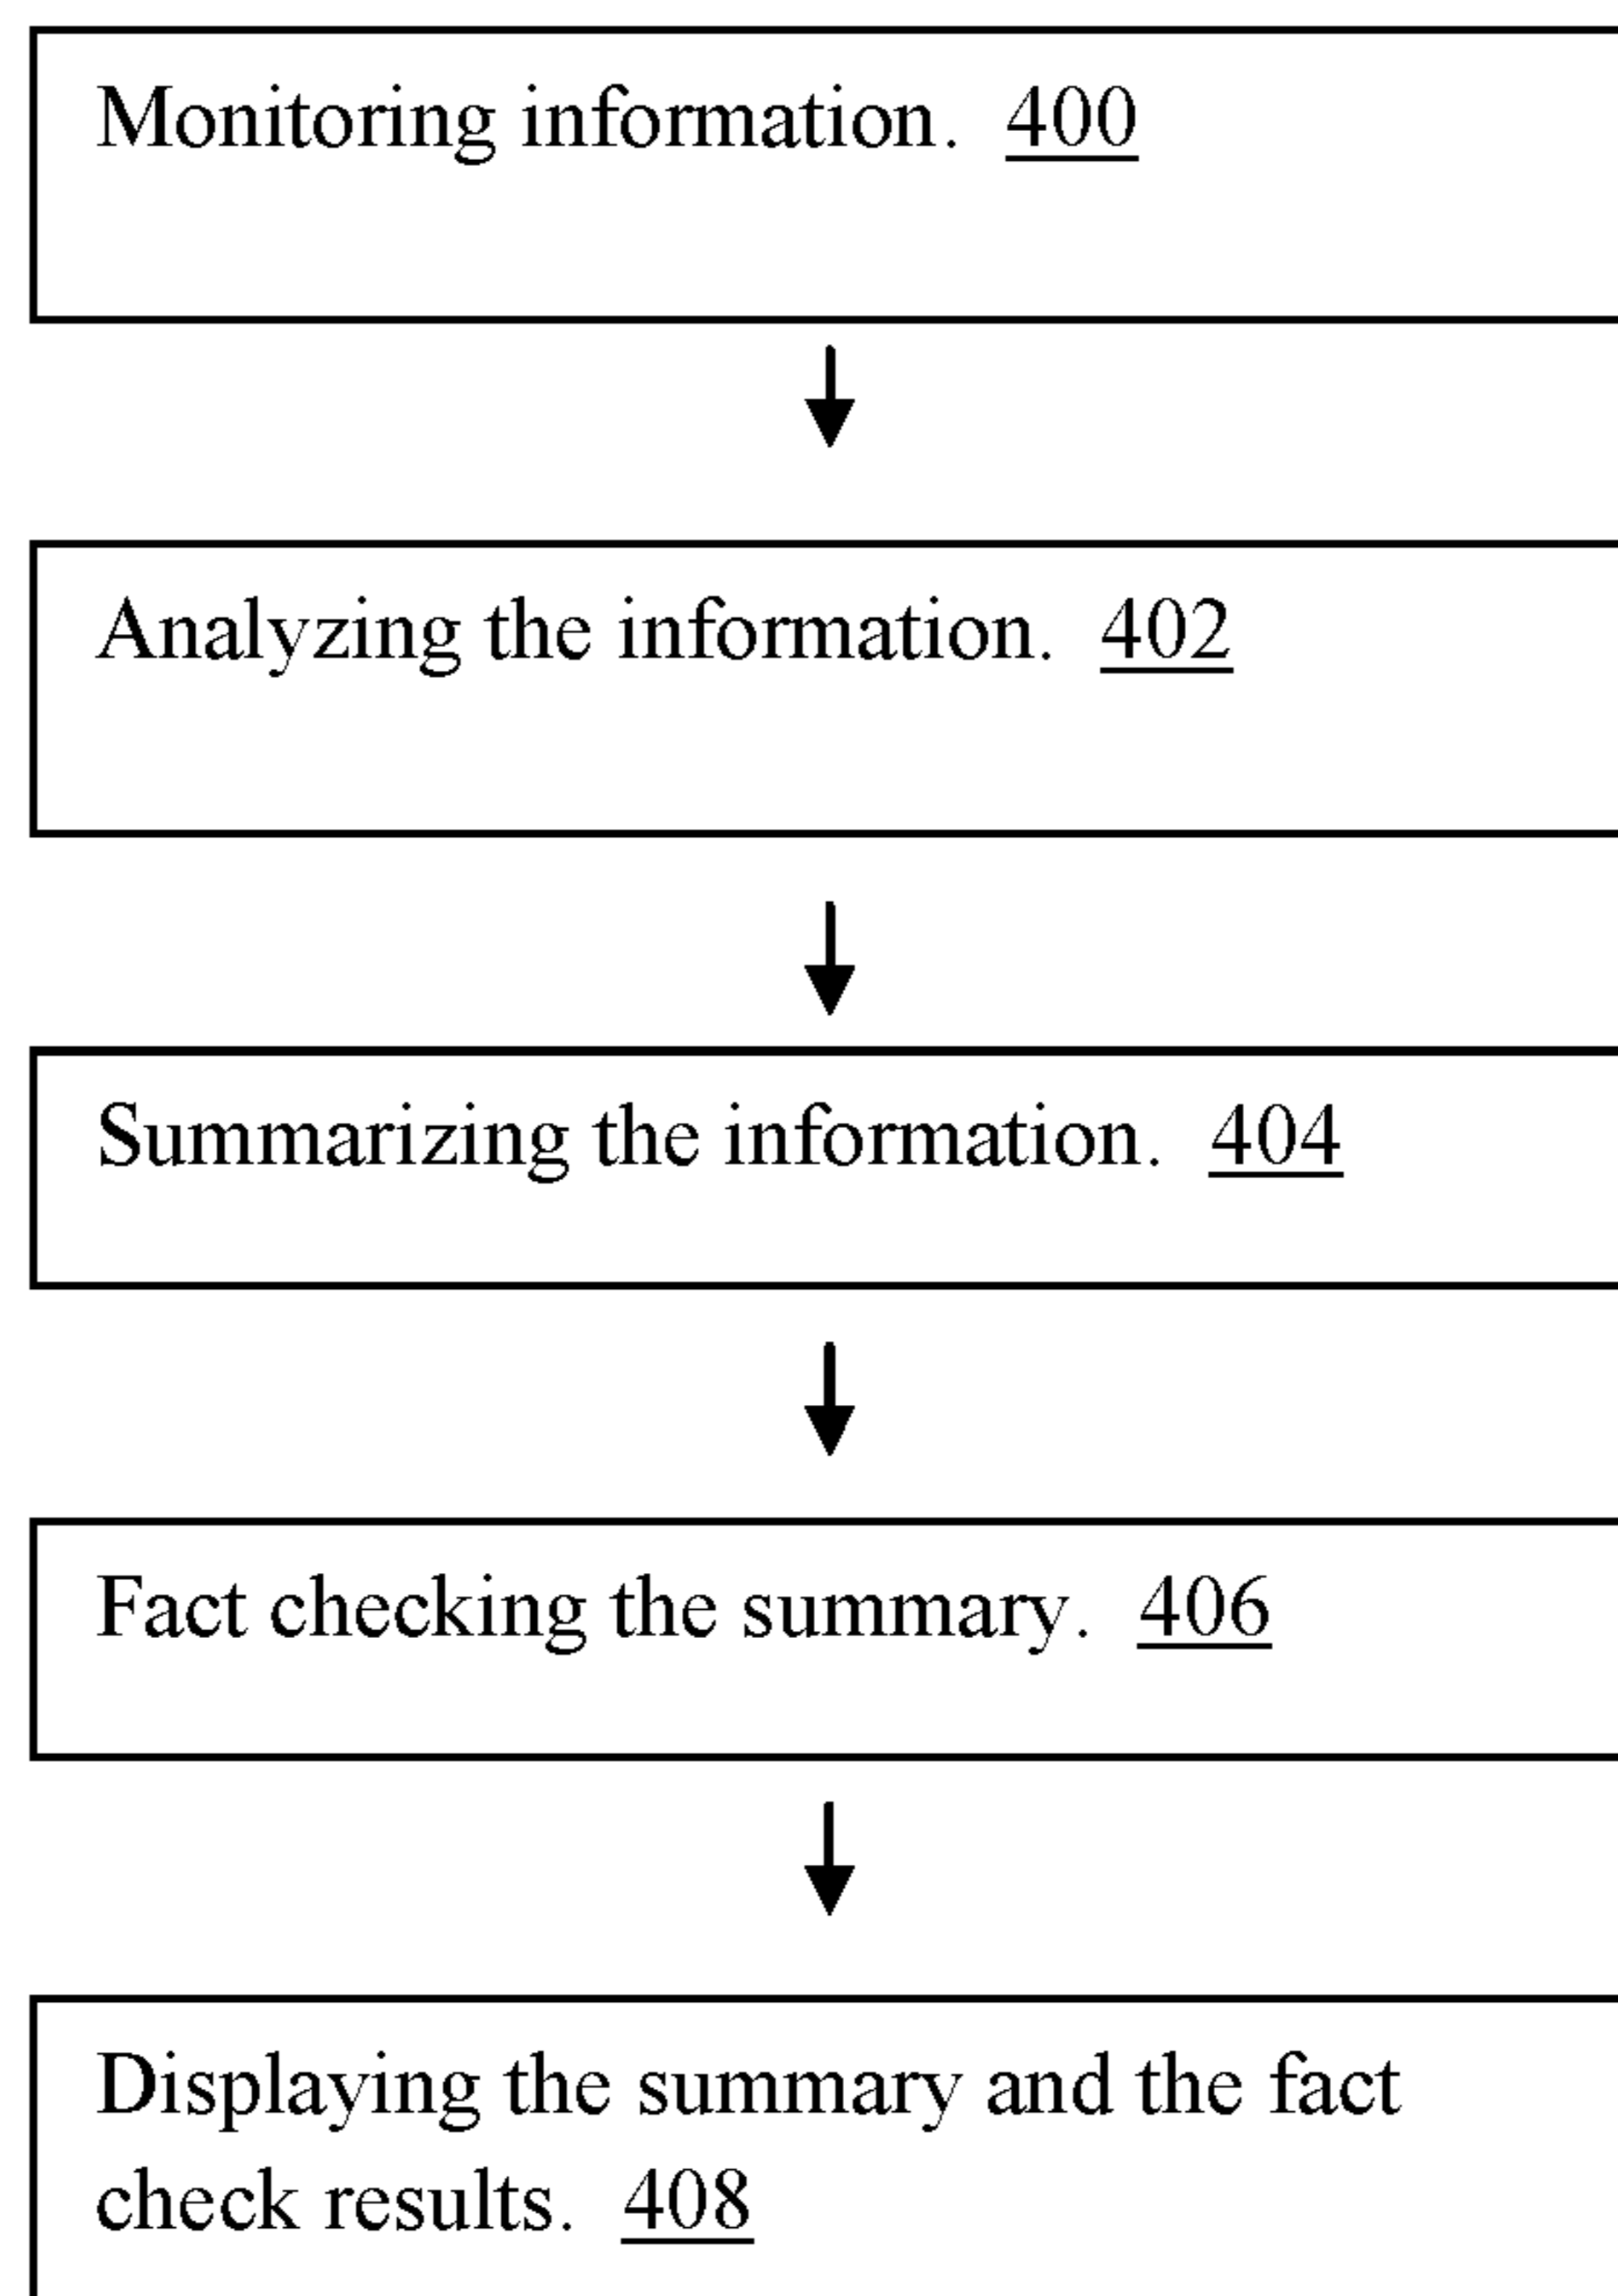 Monitoring information. 400
Analyzing the information. 402
Summarizing the information. 404
Fact checking the summary. 406
Displaying the summary and the fact
check results. 408